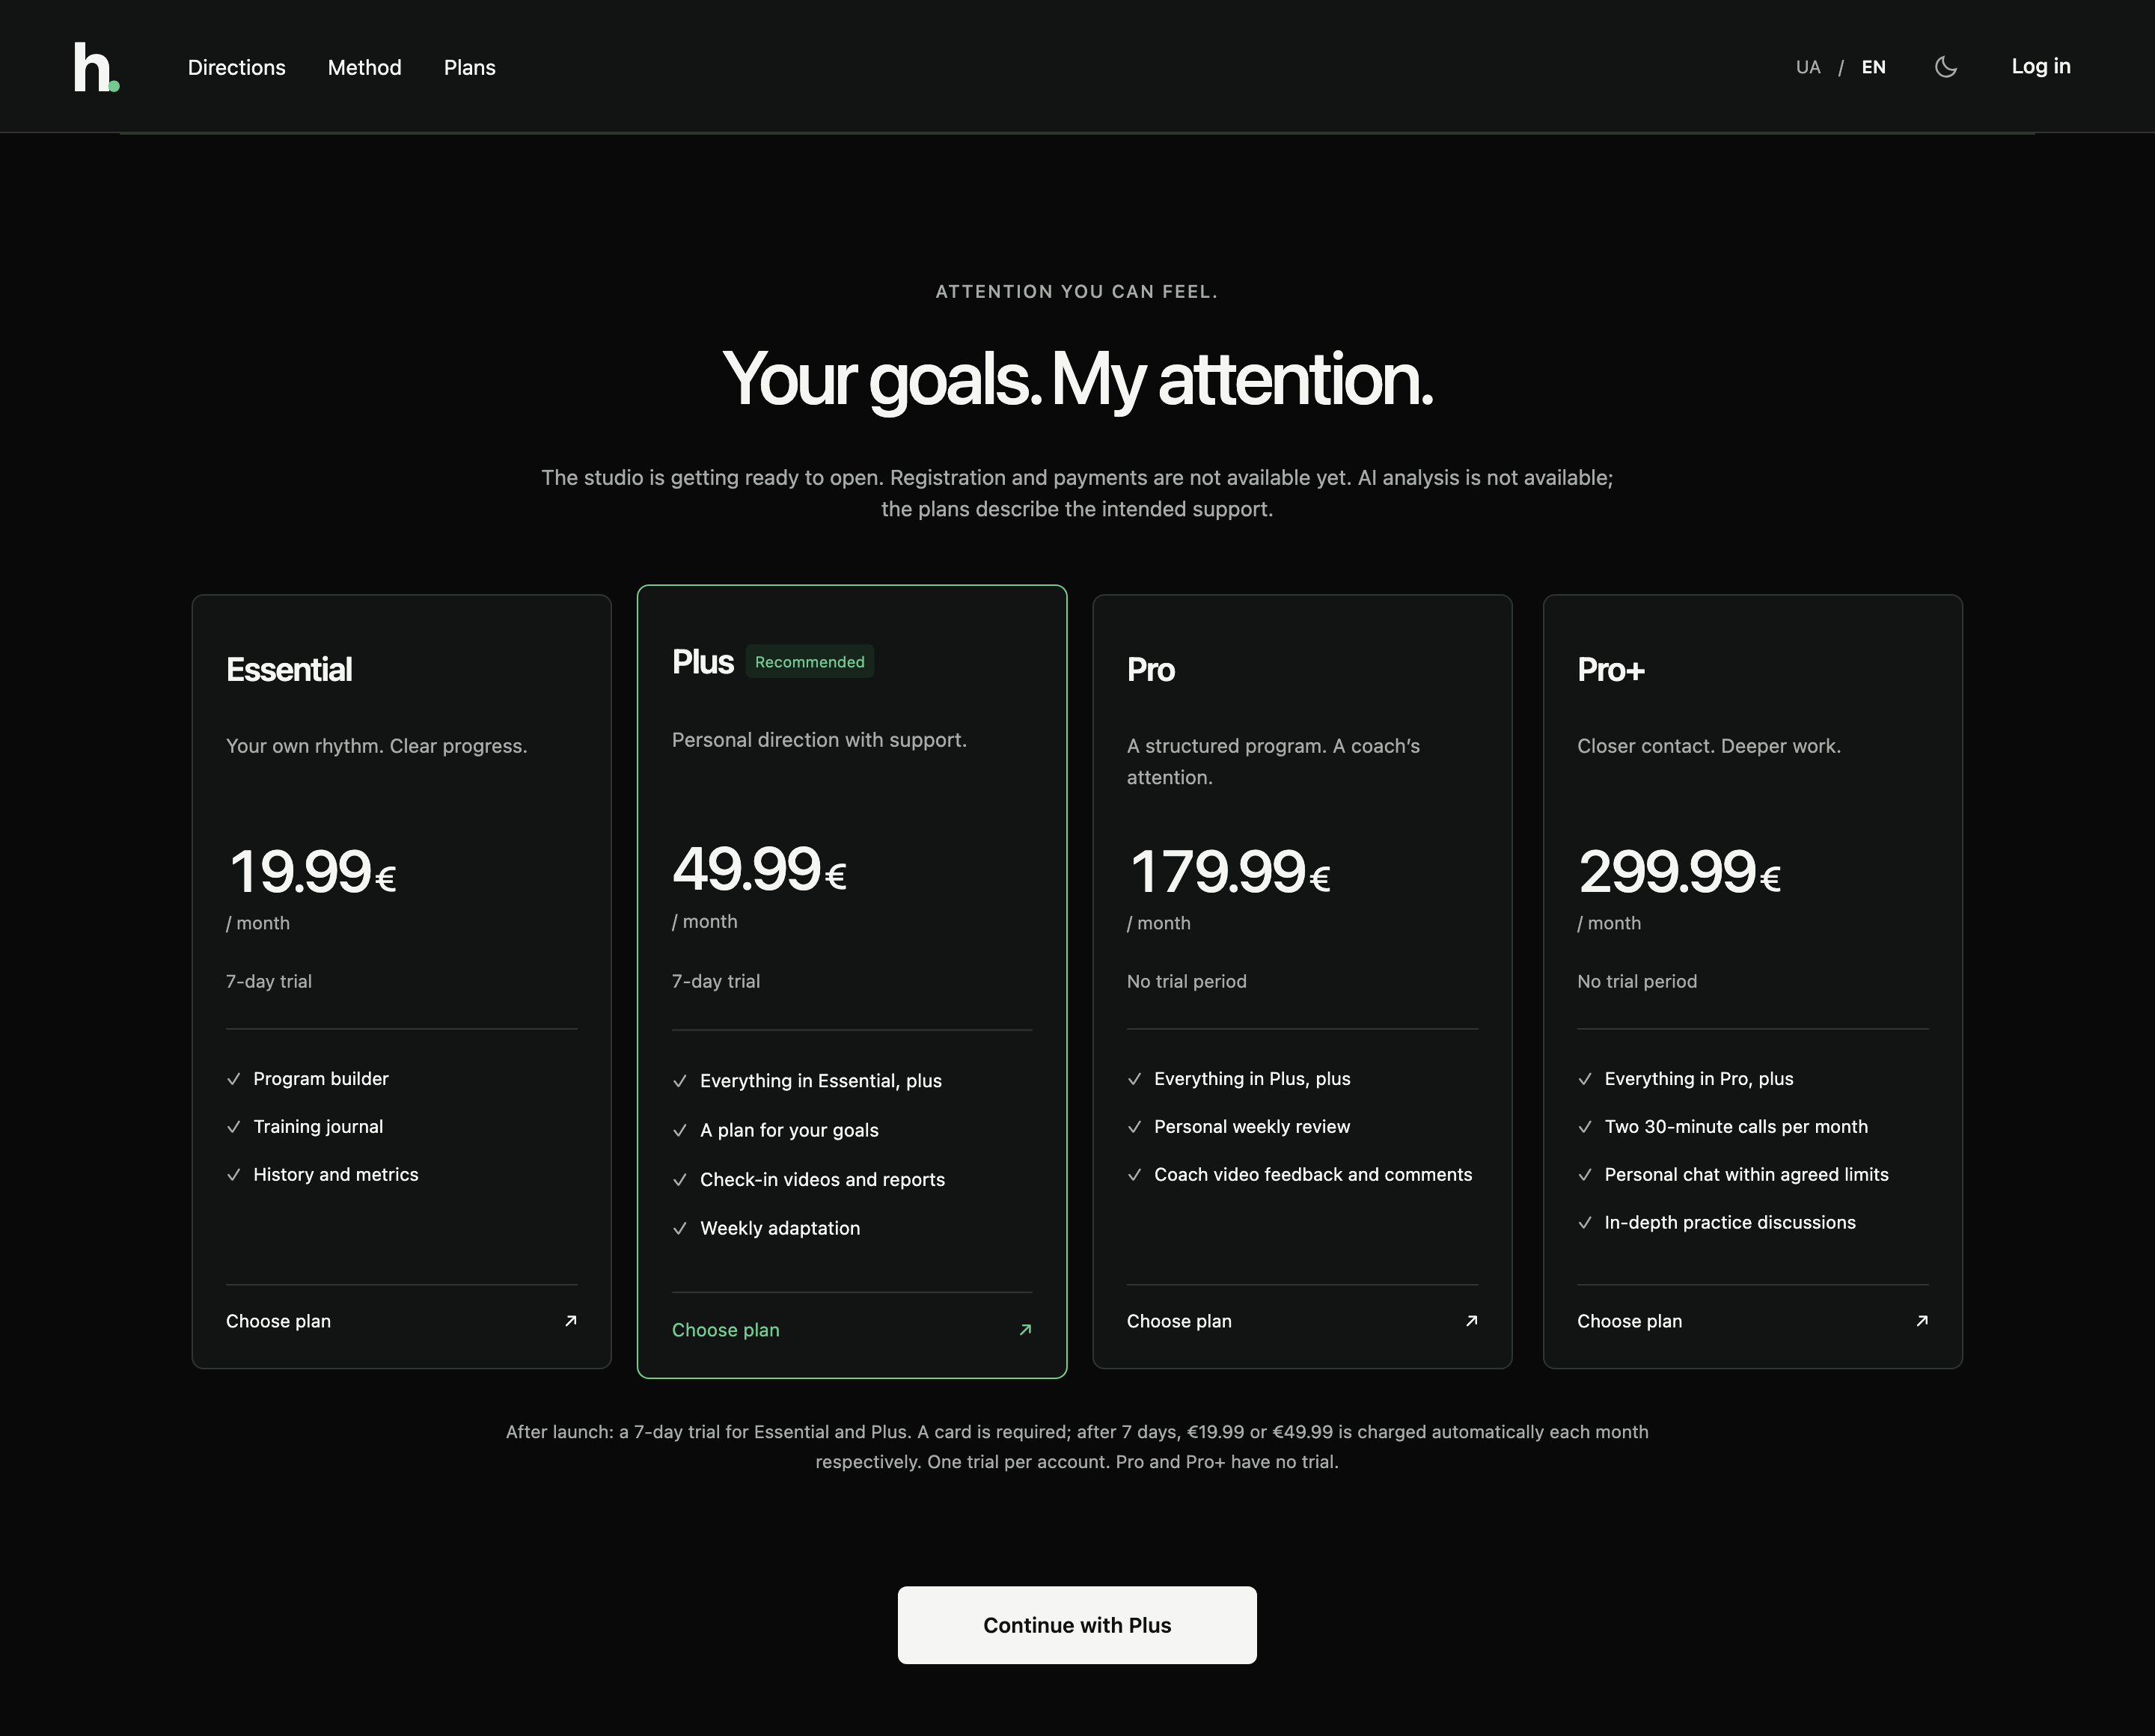 h.
Directions
Method
Plans
UA / EN
Log in
ATTENTION YOU CAN FEEL.
Your goals. My attention.
The studio is getting ready to open. Registration and payments are not available yet. AI analysis is not available;
the plans describe the intended support.
Essential
Your own rhythm. Clear progress.
19.99€
/ month
7-day trial
Program builder
Training journal
History and metrics
Choose plan
Plus
Recommended
Personal direction with support.
49.99€
/ month
7-day trial
Everything in Essential, plus
A plan for your goals
Check-in videos and reports
Weekly adaptation
Choose plan
Pro
A structured program. A coach’s
attention.
179.99€
/ month
No trial period
Everything in Plus, plus
Personal weekly review
Coach video feedback and comments
Choose plan
Pro+
Closer contact. Deeper work.
299.99€
/ month
No trial period
Everything in Pro, plus
Two 30-minute calls per month
Personal chat within agreed limits
In-depth practice discussions
Choose plan
After launch: a 7-day trial for Essential and Plus. A card is required; after 7 days, €19.99 or €49.99 is charged automatically each month
respectively. One trial per account. Pro and Pro+ have no trial.
Continue with Plus